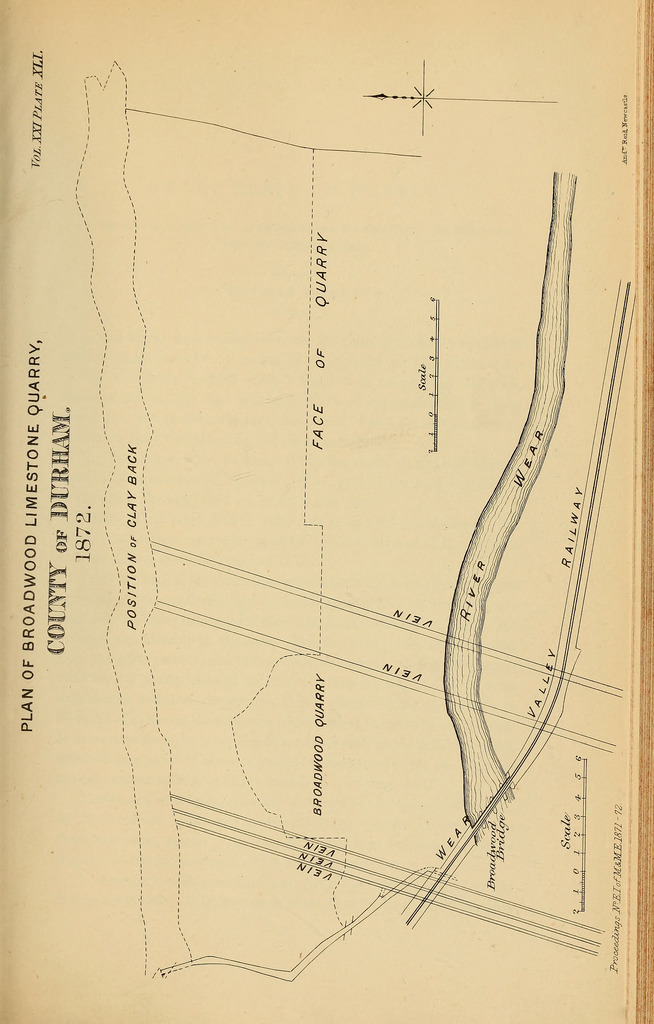 Vol. XXI PLATE XLI.
PLAN OF BROADWOOD LIMESTONE QUARRY,
COUNTY OF DURHAM.
1872.
POSITION OF CLAY BACK
FACE OF QUARRY
BROADWOOD QUARRY
VEIN
VEIN
VEIN
VEIN
VEIN
Scale
2 1 0 1 2 3 4 5 6
RIVER WEAR
WEAR VALLEY RAILWAY
Broadwood
Bridge
Scale
2 1 0 1 2 3 4 5 6
Proceedings N.E.I. of M.&M.E. 1871-72.
And. Reid, Newcastle